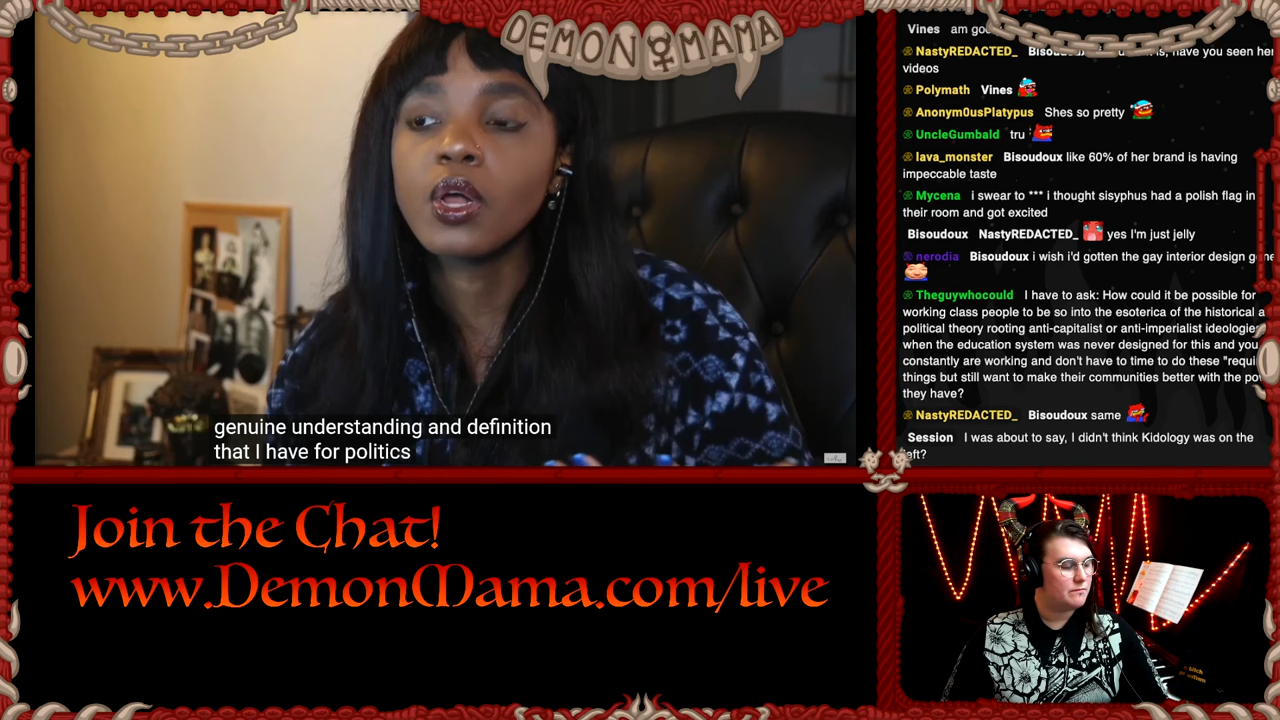 DEMON MAMA
Vines am
NastyREDACTED_ is, have you seen her
videos
Polymath Vines
Anonym0usPlatypus Shes so pretty
UncleGumbald tru
lava_monster Bisoudoux like 60% of her brand is having
impeccable taste
Mycena i swear to *** i thought sisyphus had a polish flag in
their room and got excited
Bisoudoux NastyREDACTED_ yes I'm just jelly
nerodia Bisoudoux i wish i'd gotten the gay interior design
Theguywhocould I have to ask: How could it be possible for
working class people to be so into the esoterica of the historical
political theory rooting anti-capitalist or anti-imperialist
when the education system was never designed for this and you
constantly are working and don't have to time to do these
things but still want to make their communities better with the
they have?
NastyREDACTED_ Bisoudoux same
Session I was about to say, I didn't think Kidology was on the
left?
genuine understanding and definition
that I have for politics
Join the Chat!
www.DemonMama.com/live